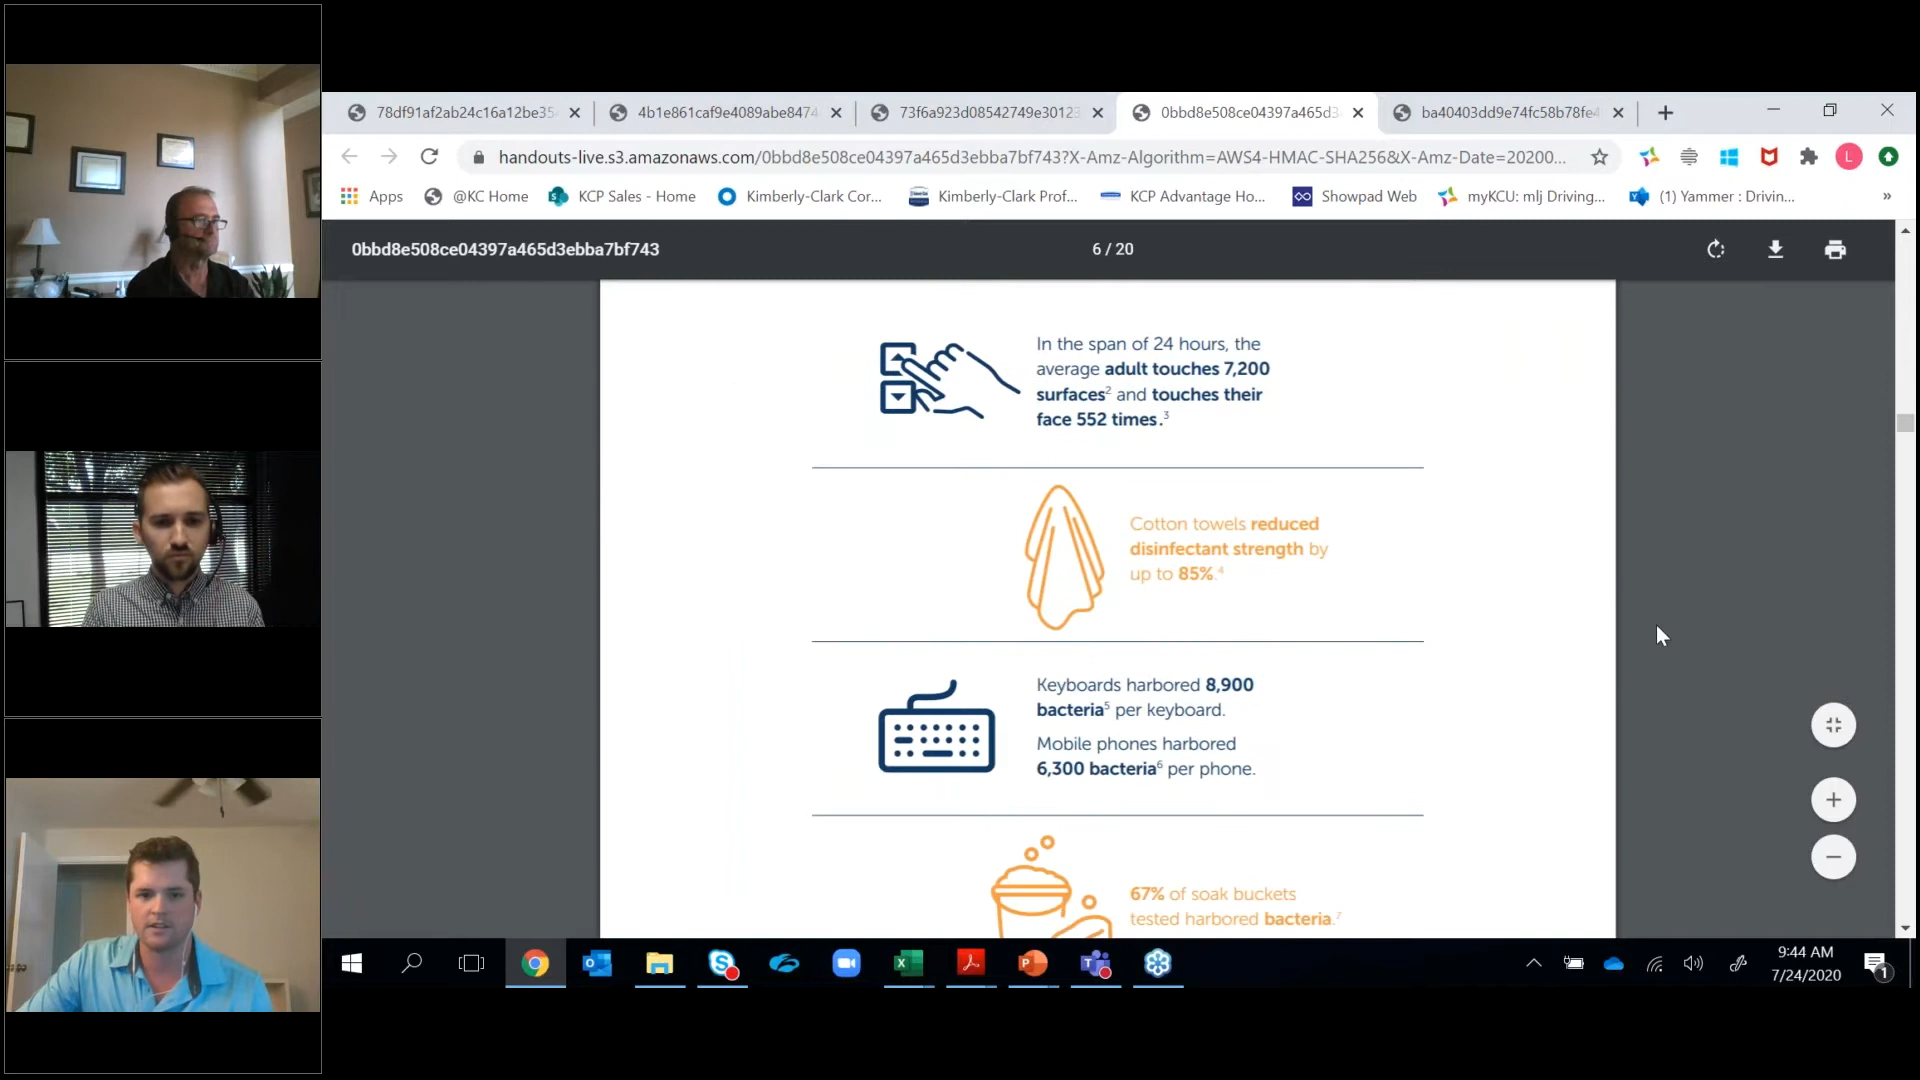 78df91af2ab24c16a12be35
4b1e861caf9e4089abe8474
73f6a923d08542749e30123
0bbd8e508ce04397a465d3
ba40403dd9e74fc58b78fe4
handouts-live.s3.amazonaws.com/0bbd8e508ce04397a465d3ebba7bf743?X-Amz-Algorithm=AWS4-HMAC-SHA256&X-Amz-Date=20200...
L
Apps
@KC Home
KCP Sales - Home
Kimberly-Clark Cor...
Kimberly-Clark Prof...
KCP Advantage Ho...
Showpad Web
myKCU: mlj Driving...
(1) Yammer : Drivin...
»
0bbd8e508ce04397a465d3ebba7bf743
6 / 20
In the span of 24 hours, the
average adult touches 7,200
surfaces² and touches their
face 552 times.³
Cotton towels reduced
disinfectant strength by
up to 85%.⁴
Keyboards harbored 8,900
bacteria⁵ per keyboard.
Mobile phones harbored
6,300 bacteria⁶ per phone.
67% of soak buckets
tested harbored bacteria.⁷
9:44 AM
7/24/2020
1